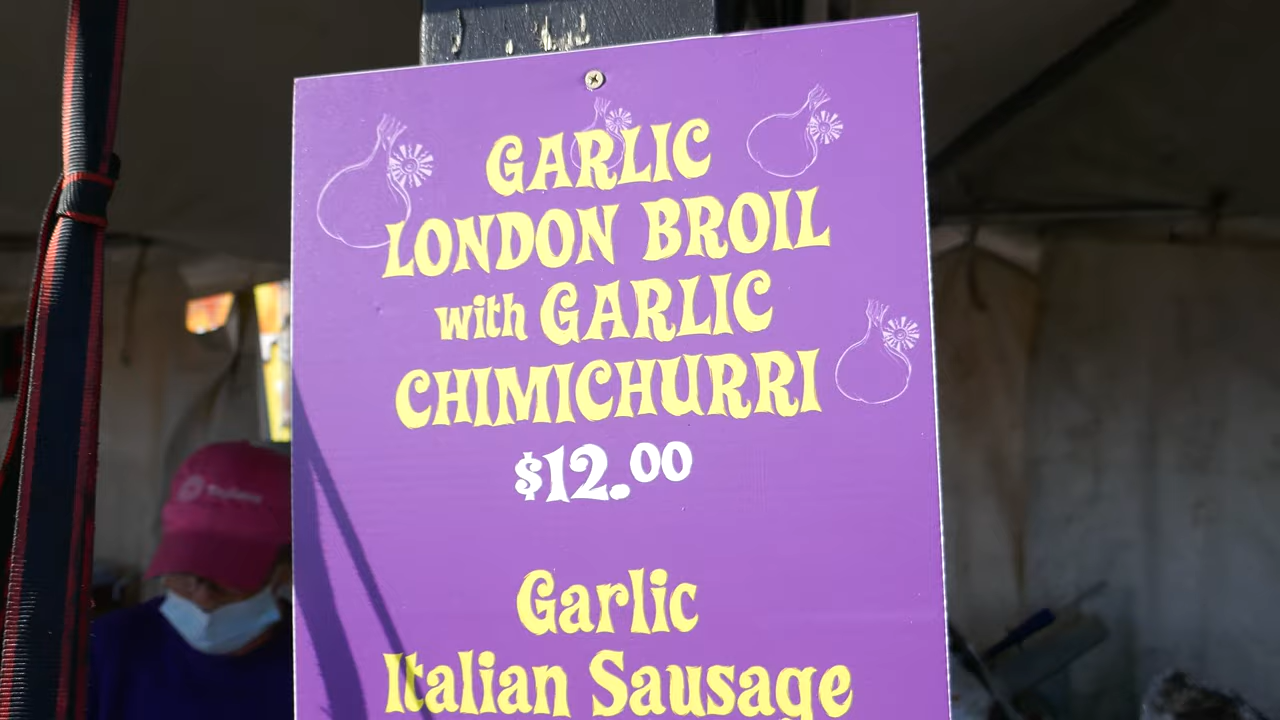 GARLIC
LONDON BROIL
with GARLIC
CHIMICHURRI
$12.00
Garlic
Italian Sausage